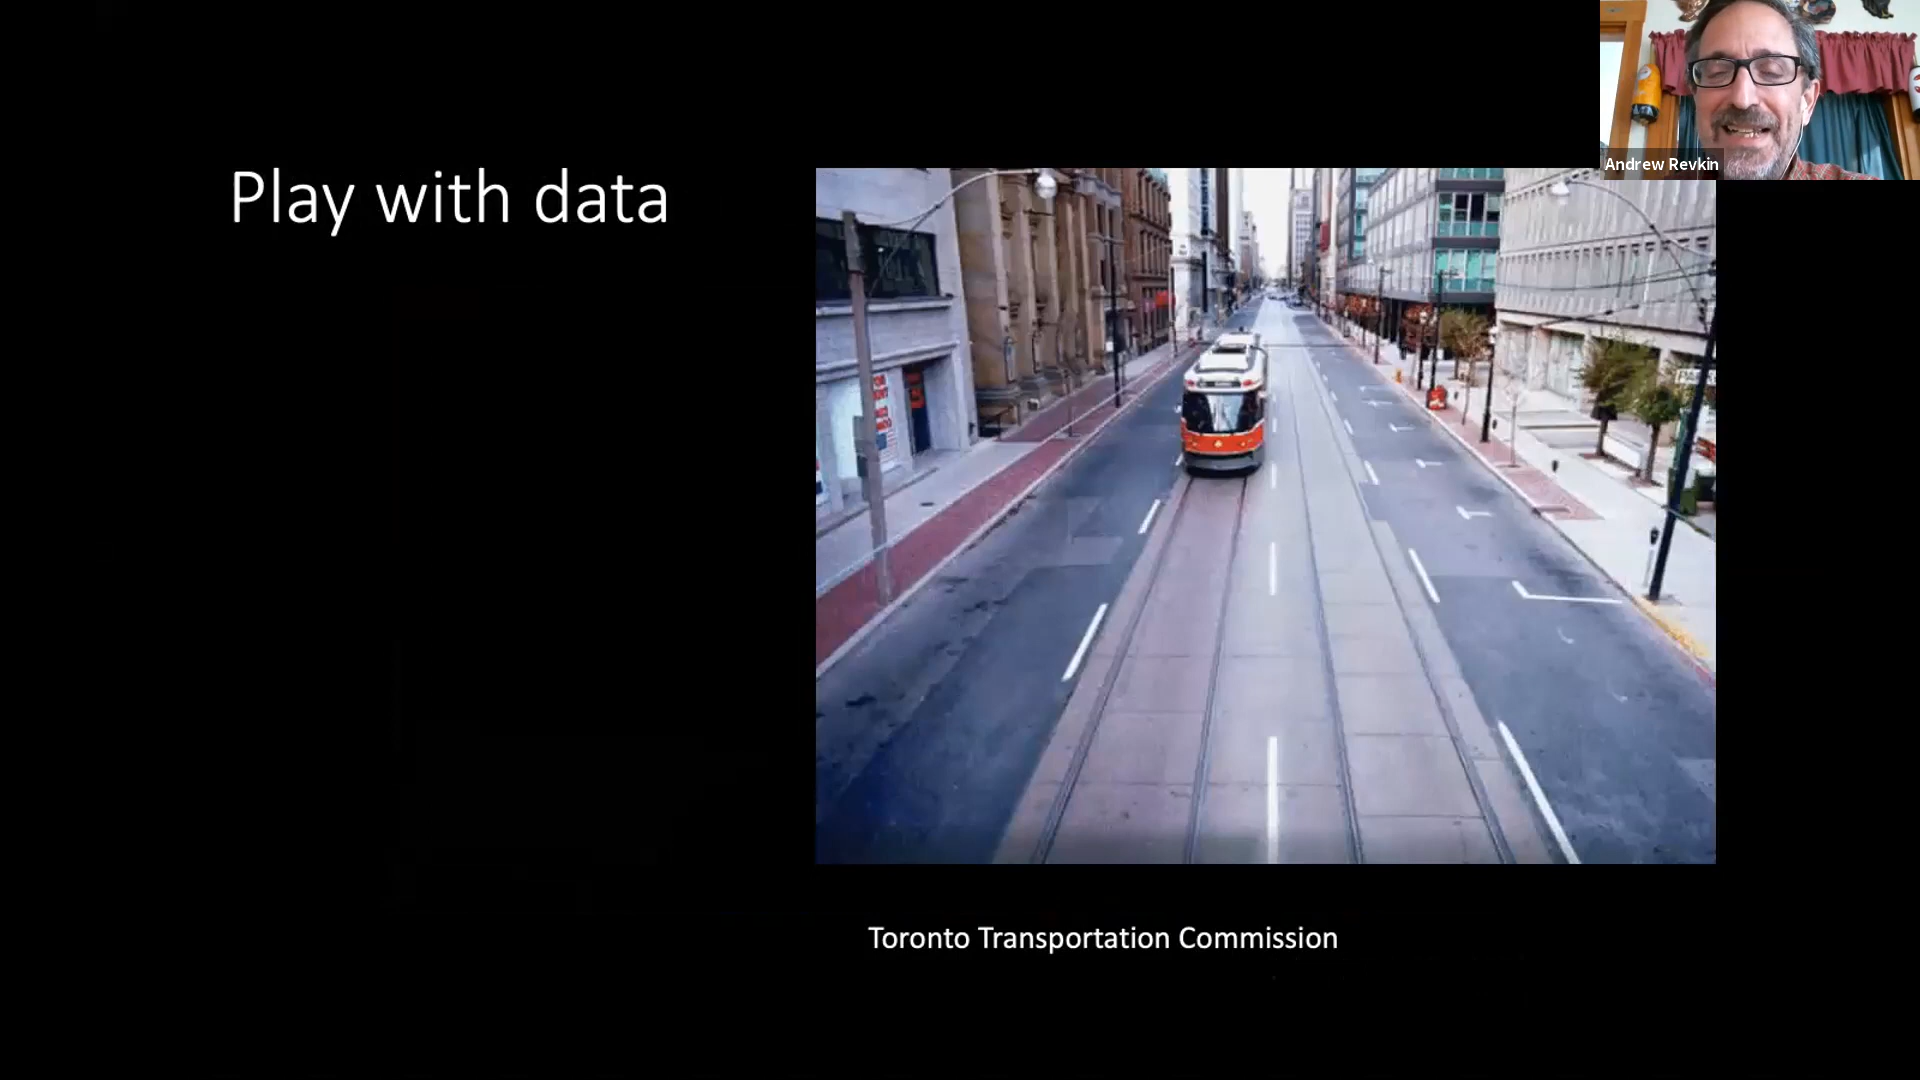 Play with data
Andrew Revkin
Toronto Transportation Commission